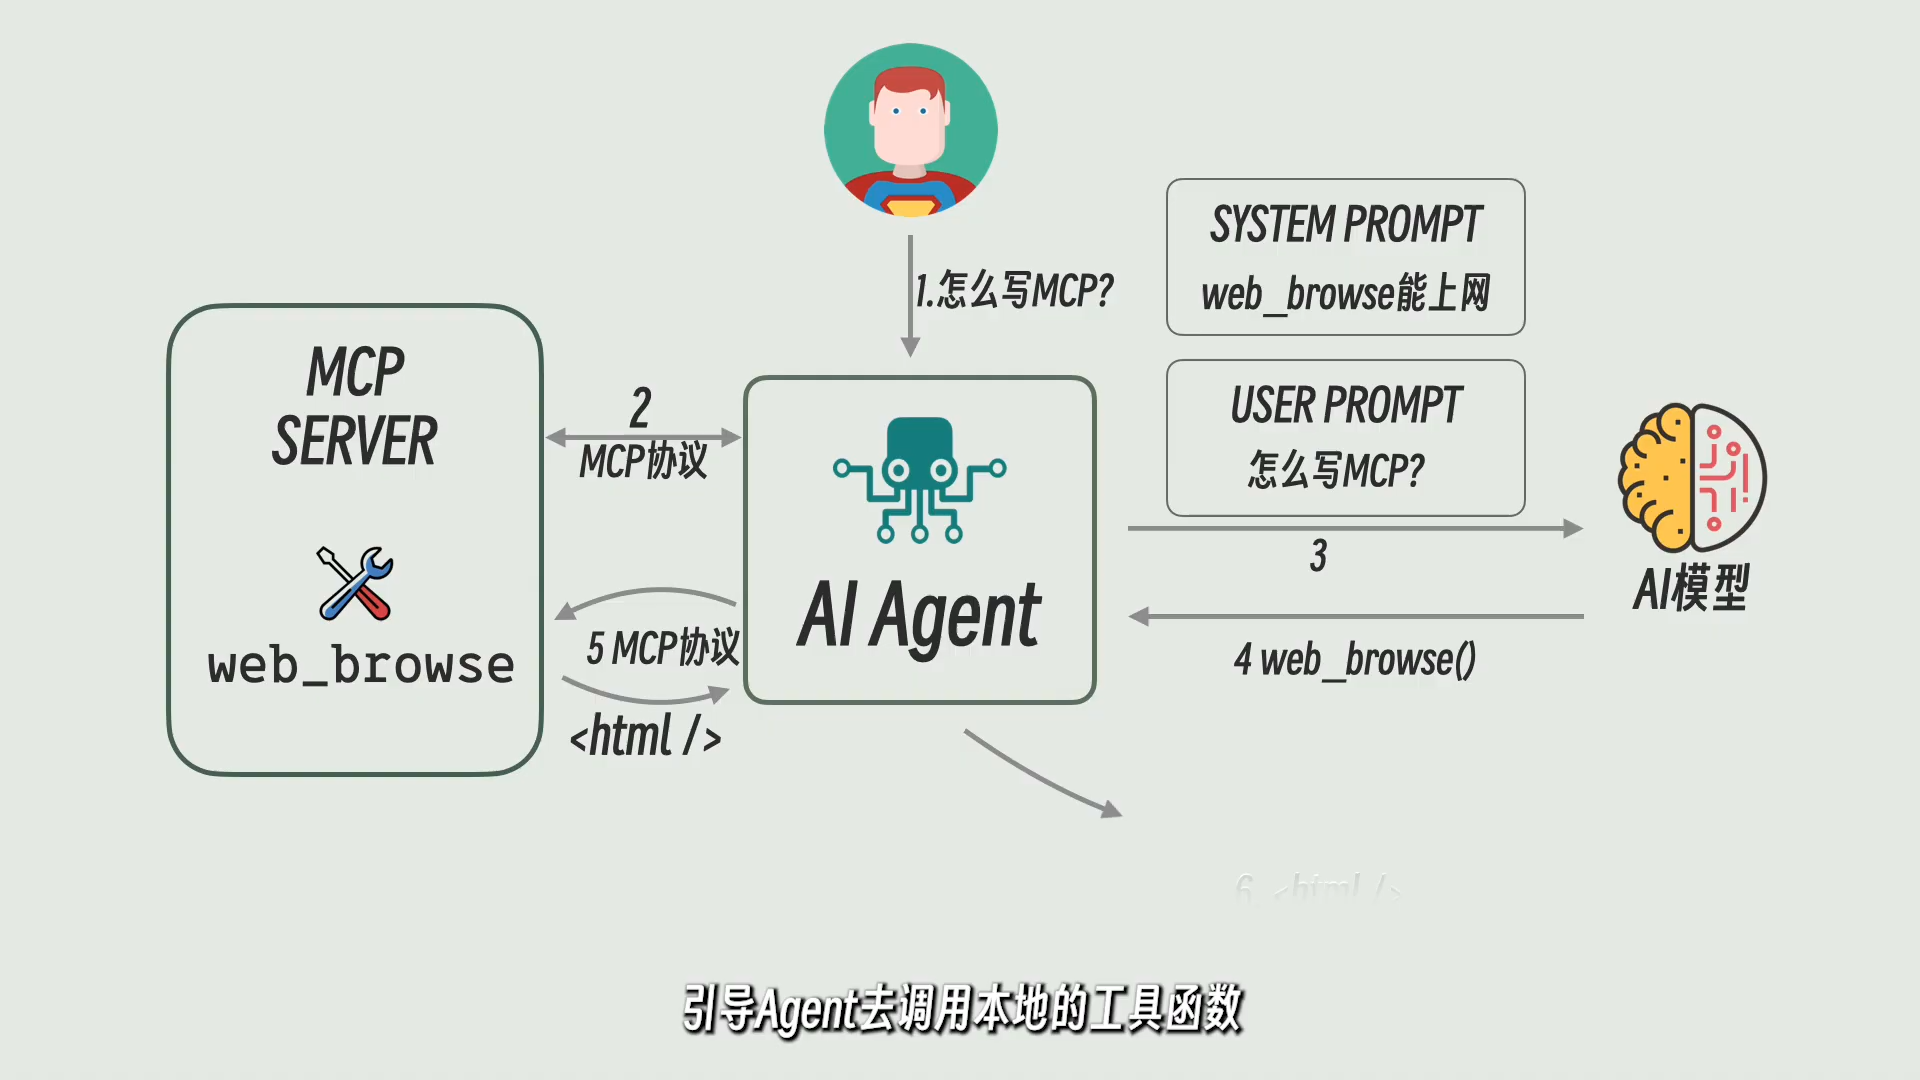 1.怎么写MCP?
SYSTEM PROMPT
web_browse能上网
USER PROMPT
怎么写MCP?
MCP
SERVER
web_browse
2
MCP协议
AI Agent
3
AI模型
4 web_browse()
5 MCP协议
<html />
6. <html />
引导Agent去调用本地的工具函数